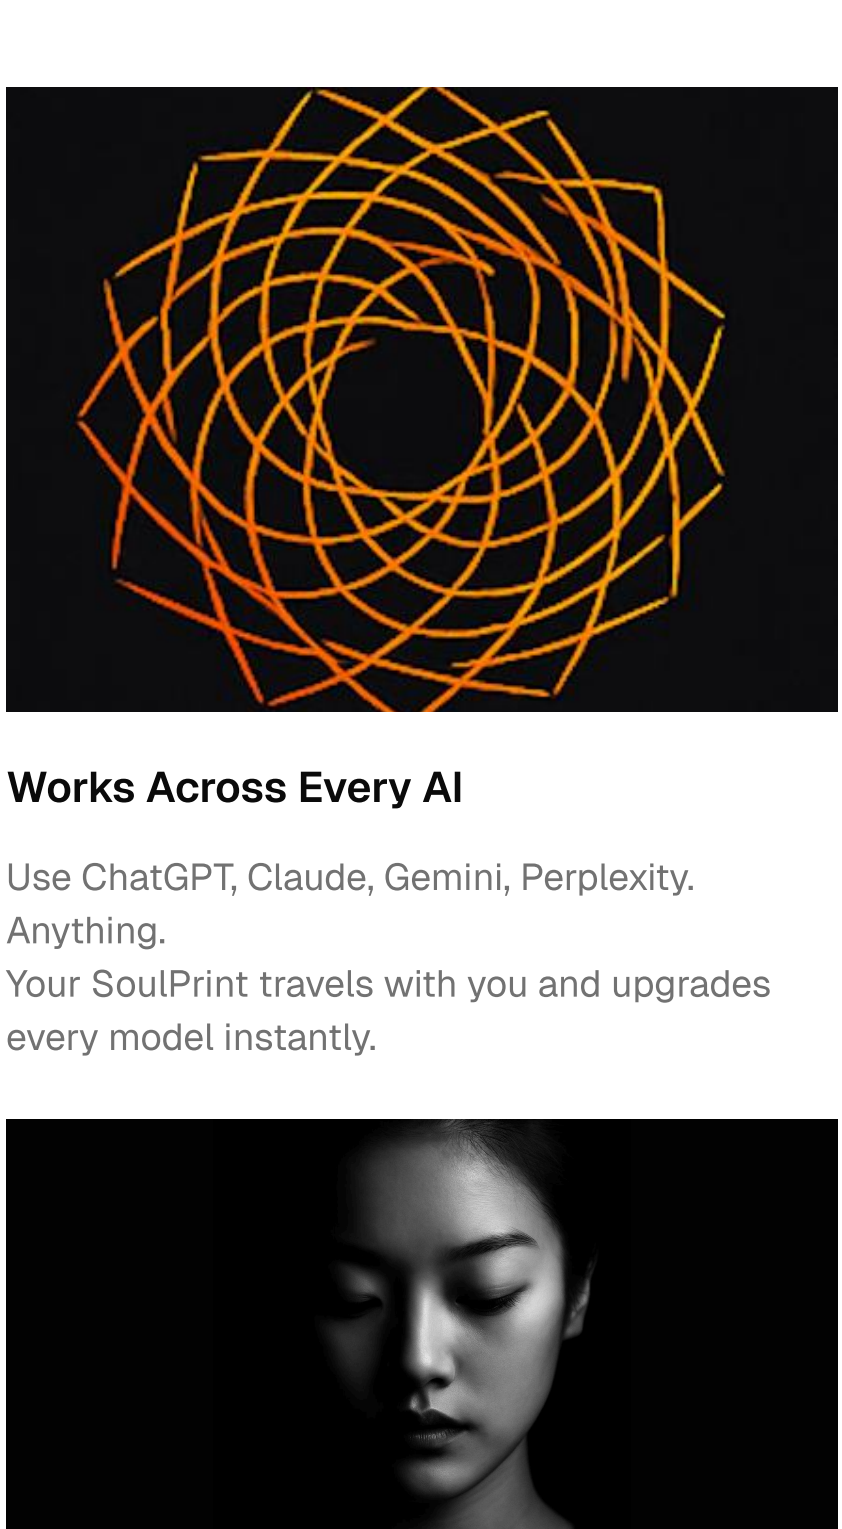 Works Across Every AI
Use ChatGPT, Claude, Gemini, Perplexity.
Anything.
Your SoulPrint travels with you and upgrades
every model instantly.